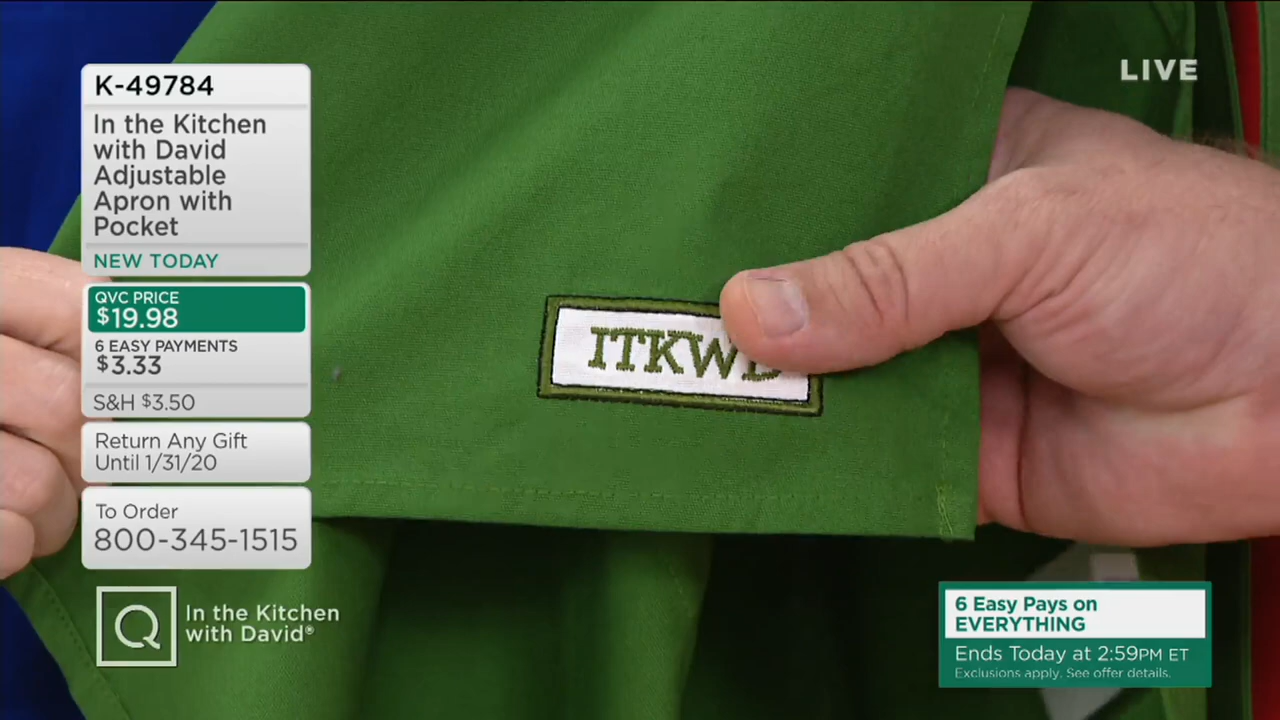 LIVE
K-49784
In the Kitchen
with David
Adjustable
Apron with
Pocket
NEW TODAY
QVC PRICE
$19.98
6 EASY PAYMENTS
$3.33
S&H $3.50
Return Any Gift
Until 1/31/20
To Order
800-345-1515
Q
In the Kitchen
with David®
ITKWD
6 Easy Pays on
EVERYTHING
Ends Today at 2:59PM ET
Exclusions apply. See offer details.